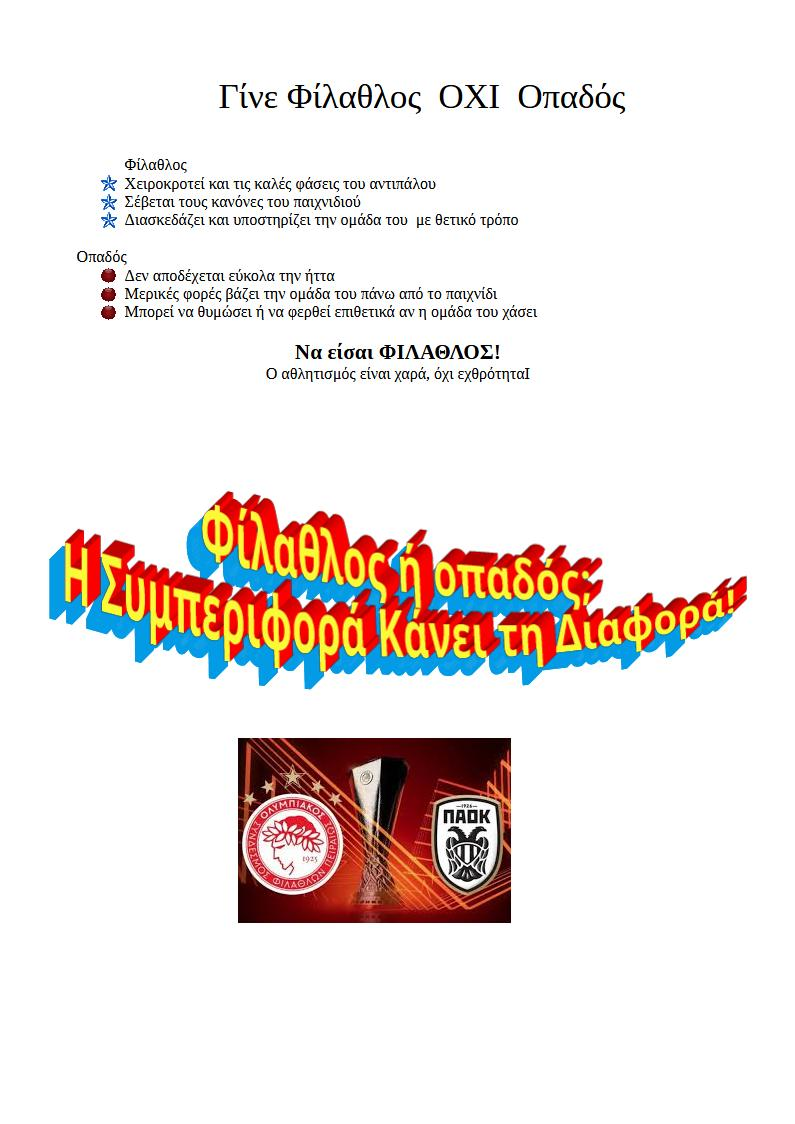 Γίνε Φίλαθλος ΟΧΙ Οπαδός
Φίλαθλος
Χειροκροτεί και τις καλές φάσεις του αντιπάλου
Σέβεται τους κανόνες του παιχνιδιού
Διασκεδάζει και υποστηρίζει την ομάδα του με θετικό τρόπο
Οπαδός
Δεν αποδέχεται εύκολα την ήττα
Μερικές φορές βάζει την ομάδα του πάνω από το παιχνίδι
Μπορεί να θυμώσει ή να φερθεί επιθετικά αν η ομάδα του χάσει
Να είσαι ΦΙΛΑΘΛΟΣ!
Ο αθλητισμός είναι χαρά, όχι εχθρότηταΙ
Φίλαθλος ή οπαδός;
Η Συμπεριφορά Κάνει τη Διαφορά!
ΟΛΥΜΠΙΑΚΟΣ
ΣΥΝΔΕΣΜΟΣ ΦΙΛΑΘΛΩΝ ΠΕΙΡΑΙΩΣ
1925
1926
ΠΑΟΚ